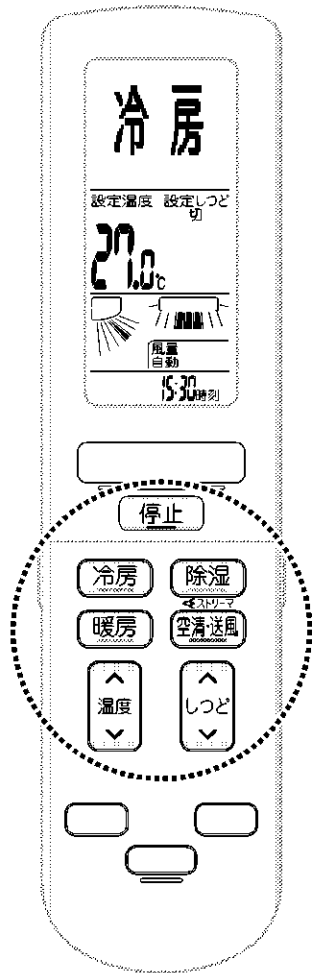 冷房
設定温度 設定しつど
切
27.0℃
風量
自動
15:30時刻
停止
冷房 除湿
ストリーマ
暖房 空清・送風
温度 しつど